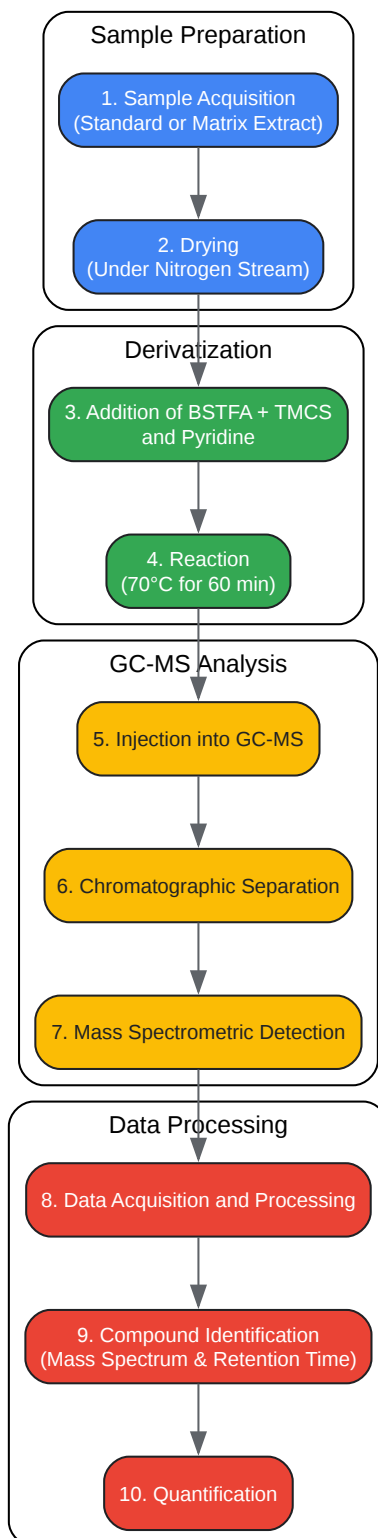 Sample Preparation
1. Sample Acquisition
(Standard or Matrix Extract)
2. Drying
(Under Nitrogen Stream)
Derivatization
3. Addition of BSTFA + TMCS
and Pyridine
4. Reaction
(70°C for 60 min)
GC-MS Analysis
5. Injection into GC-MS
6. Chromatographic Separation
7. Mass Spectrometric Detection
Data Processing
8. Data Acquisition and Processing
9. Compound Identification
(Mass Spectrum & Retention Time)
10. Quantification